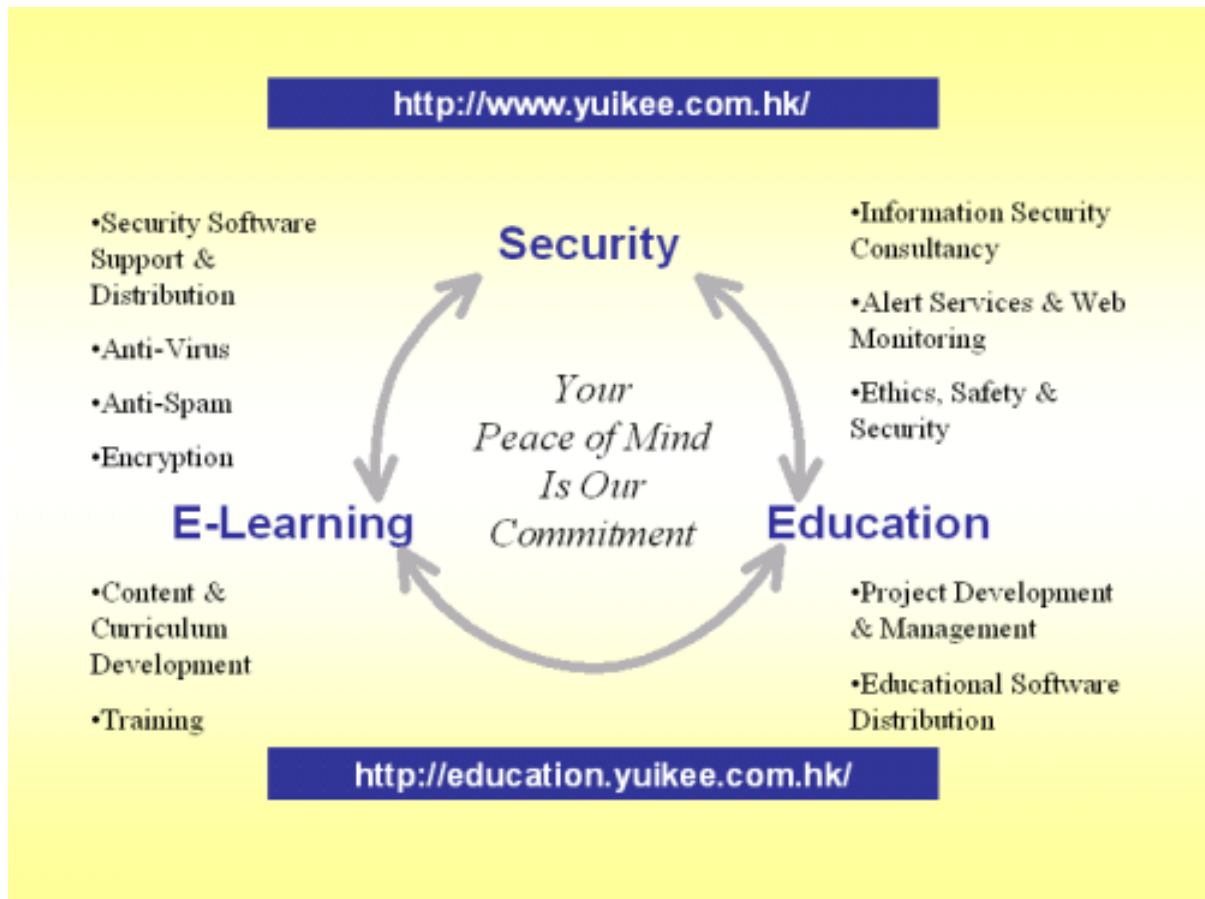 http://www.yuikee.com.hk/
•Security Software
Support &
Distribution
•Anti-Virus
•Anti-Spam
•Encryption
Security
•Information Security
Consultancy
•Alert Services & Web
Monitoring
•Ethics, Safety &
Security
Your
Peace of Mind
Is Our
Commitment
E-Learning
Education
•Content &
Curriculum
Development
•Training
•Project Development
& Management
•Educational Software
Distribution
http://education.yuikee.com.hk/